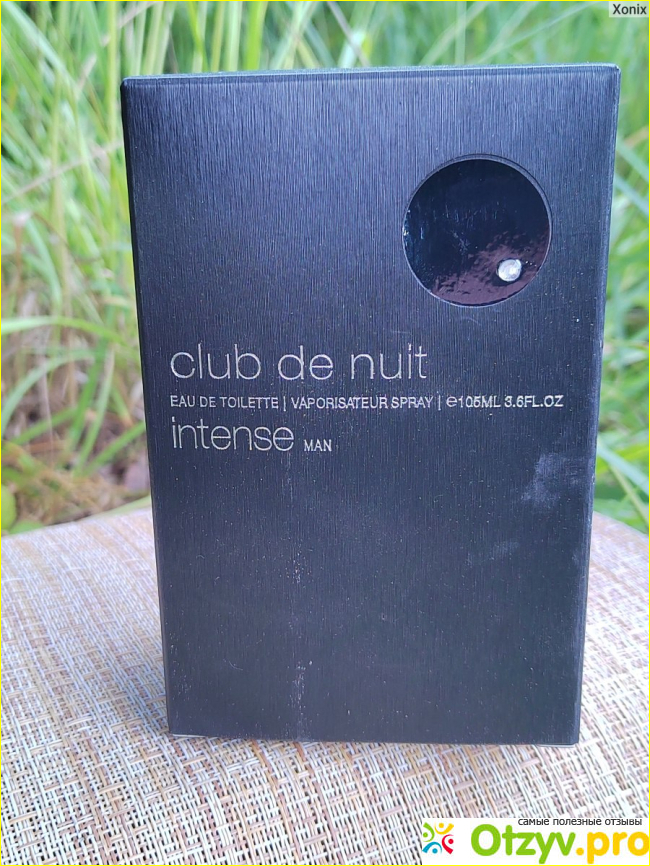 Xonix
club de nuit
EAU DE TOILETTE | VAPORISATEUR SPRAY | ℮105ML 3.6FL.OZ
intense MAN
самые полезные отзывы
Otzyv.pro